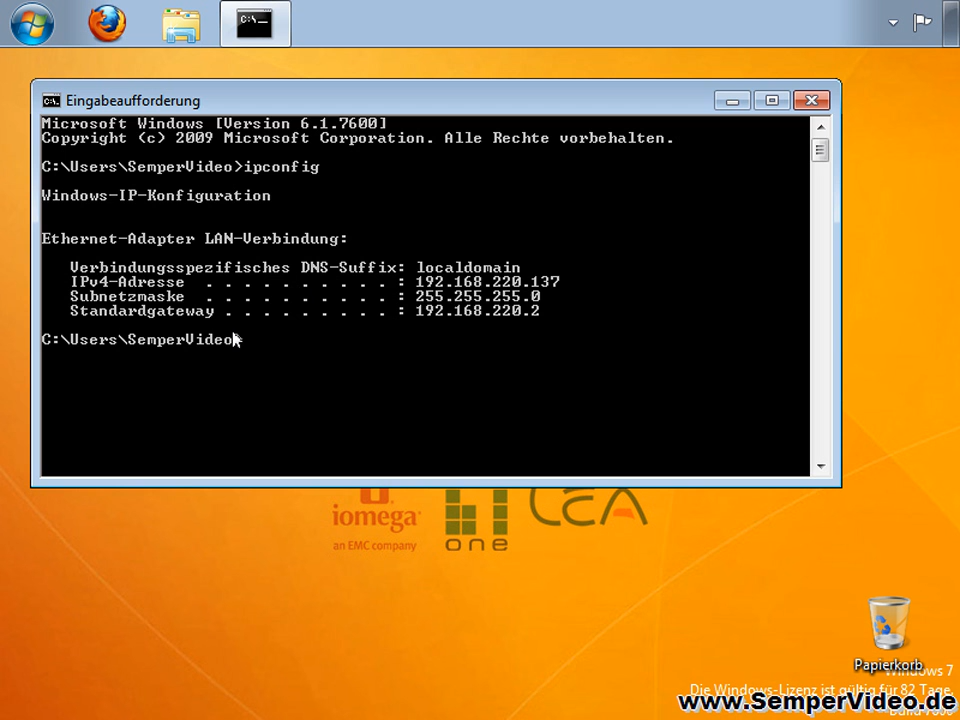 C:\
Eingabeaufforderung
Microsoft Windows [Version 6.1.7600]
Copyright (c) 2009 Microsoft Corporation. Alle Rechte vorbehalten.
C:\Users\SemperVideo>ipconfig
Windows-IP-Konfiguration
Ethernet-Adapter LAN-Verbindung:
Verbindungsspezifisches DNS-Suffix: localdomain
IPv4-Adresse . . . . . . . . . . : 192.168.220.137
Subnetzmaske . . . . . . . . . . : 255.255.255.0
Standardgateway . . . . . . . . . : 192.168.220.2
C:\Users\SemperVideo>
iomega
an EMC company
one
LEA
Papierkorb
Windows 7
Die Windows-Lizenz ist gültig für 82 Tage.
www.SemperVideo.de